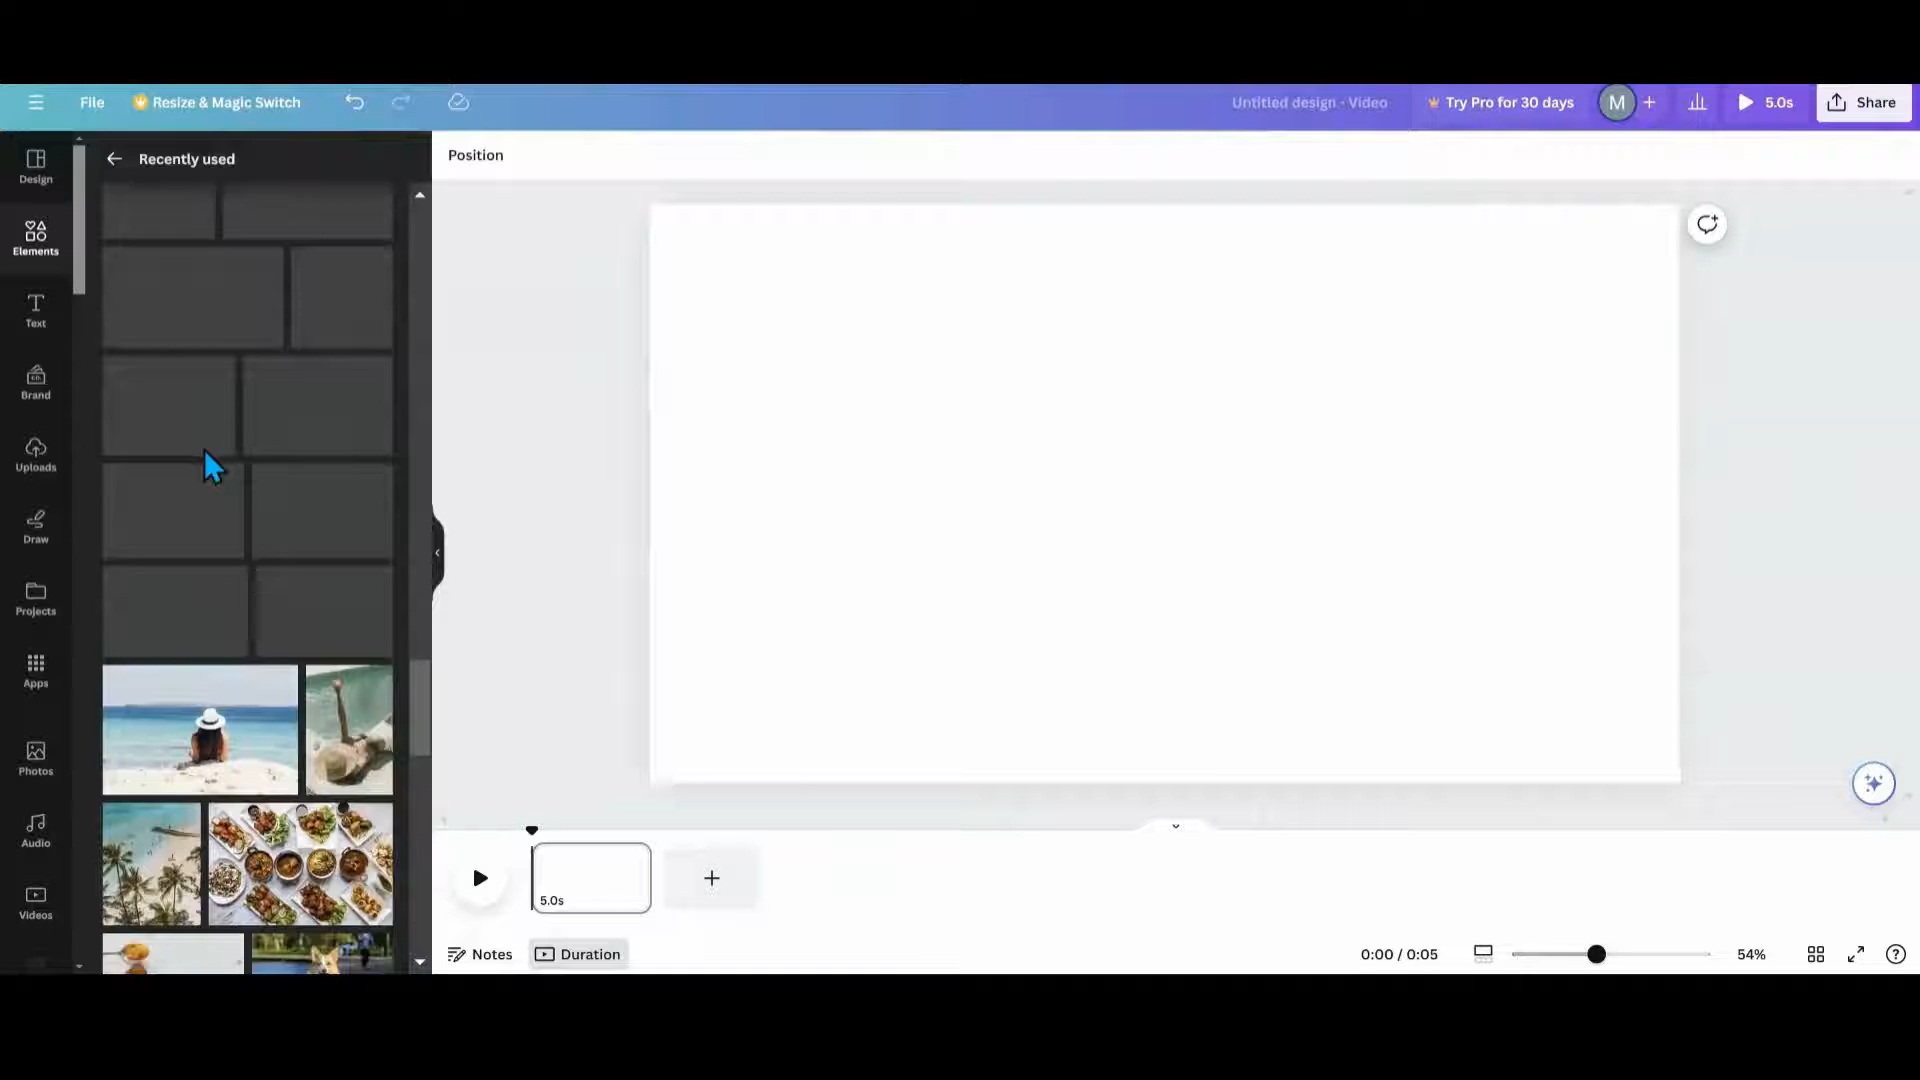 File
Resize & Magic Switch
Untitled design - Video
Try Pro for 30 days
M
5.0s
Share
Design
Recently used
Position
Elements
Text
Brand
Uploads
Draw
Projects
Apps
Photos
Audio
Videos
5.0s
Notes
Duration
0:00 / 0:05
54%